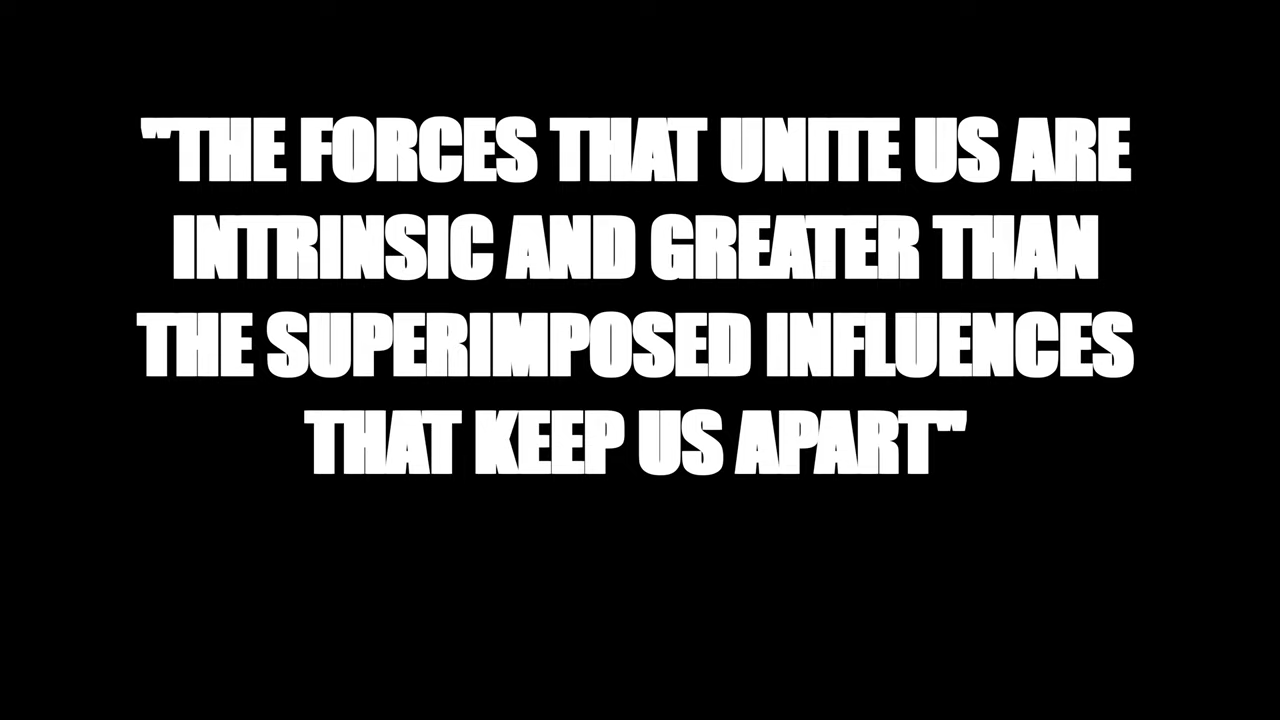 "THE FORCES THAT UNITE US ARE
INTRINSIC AND GREATER THAN
THE SUPERIMPOSED INFLUENCES
THAT KEEP US APART"